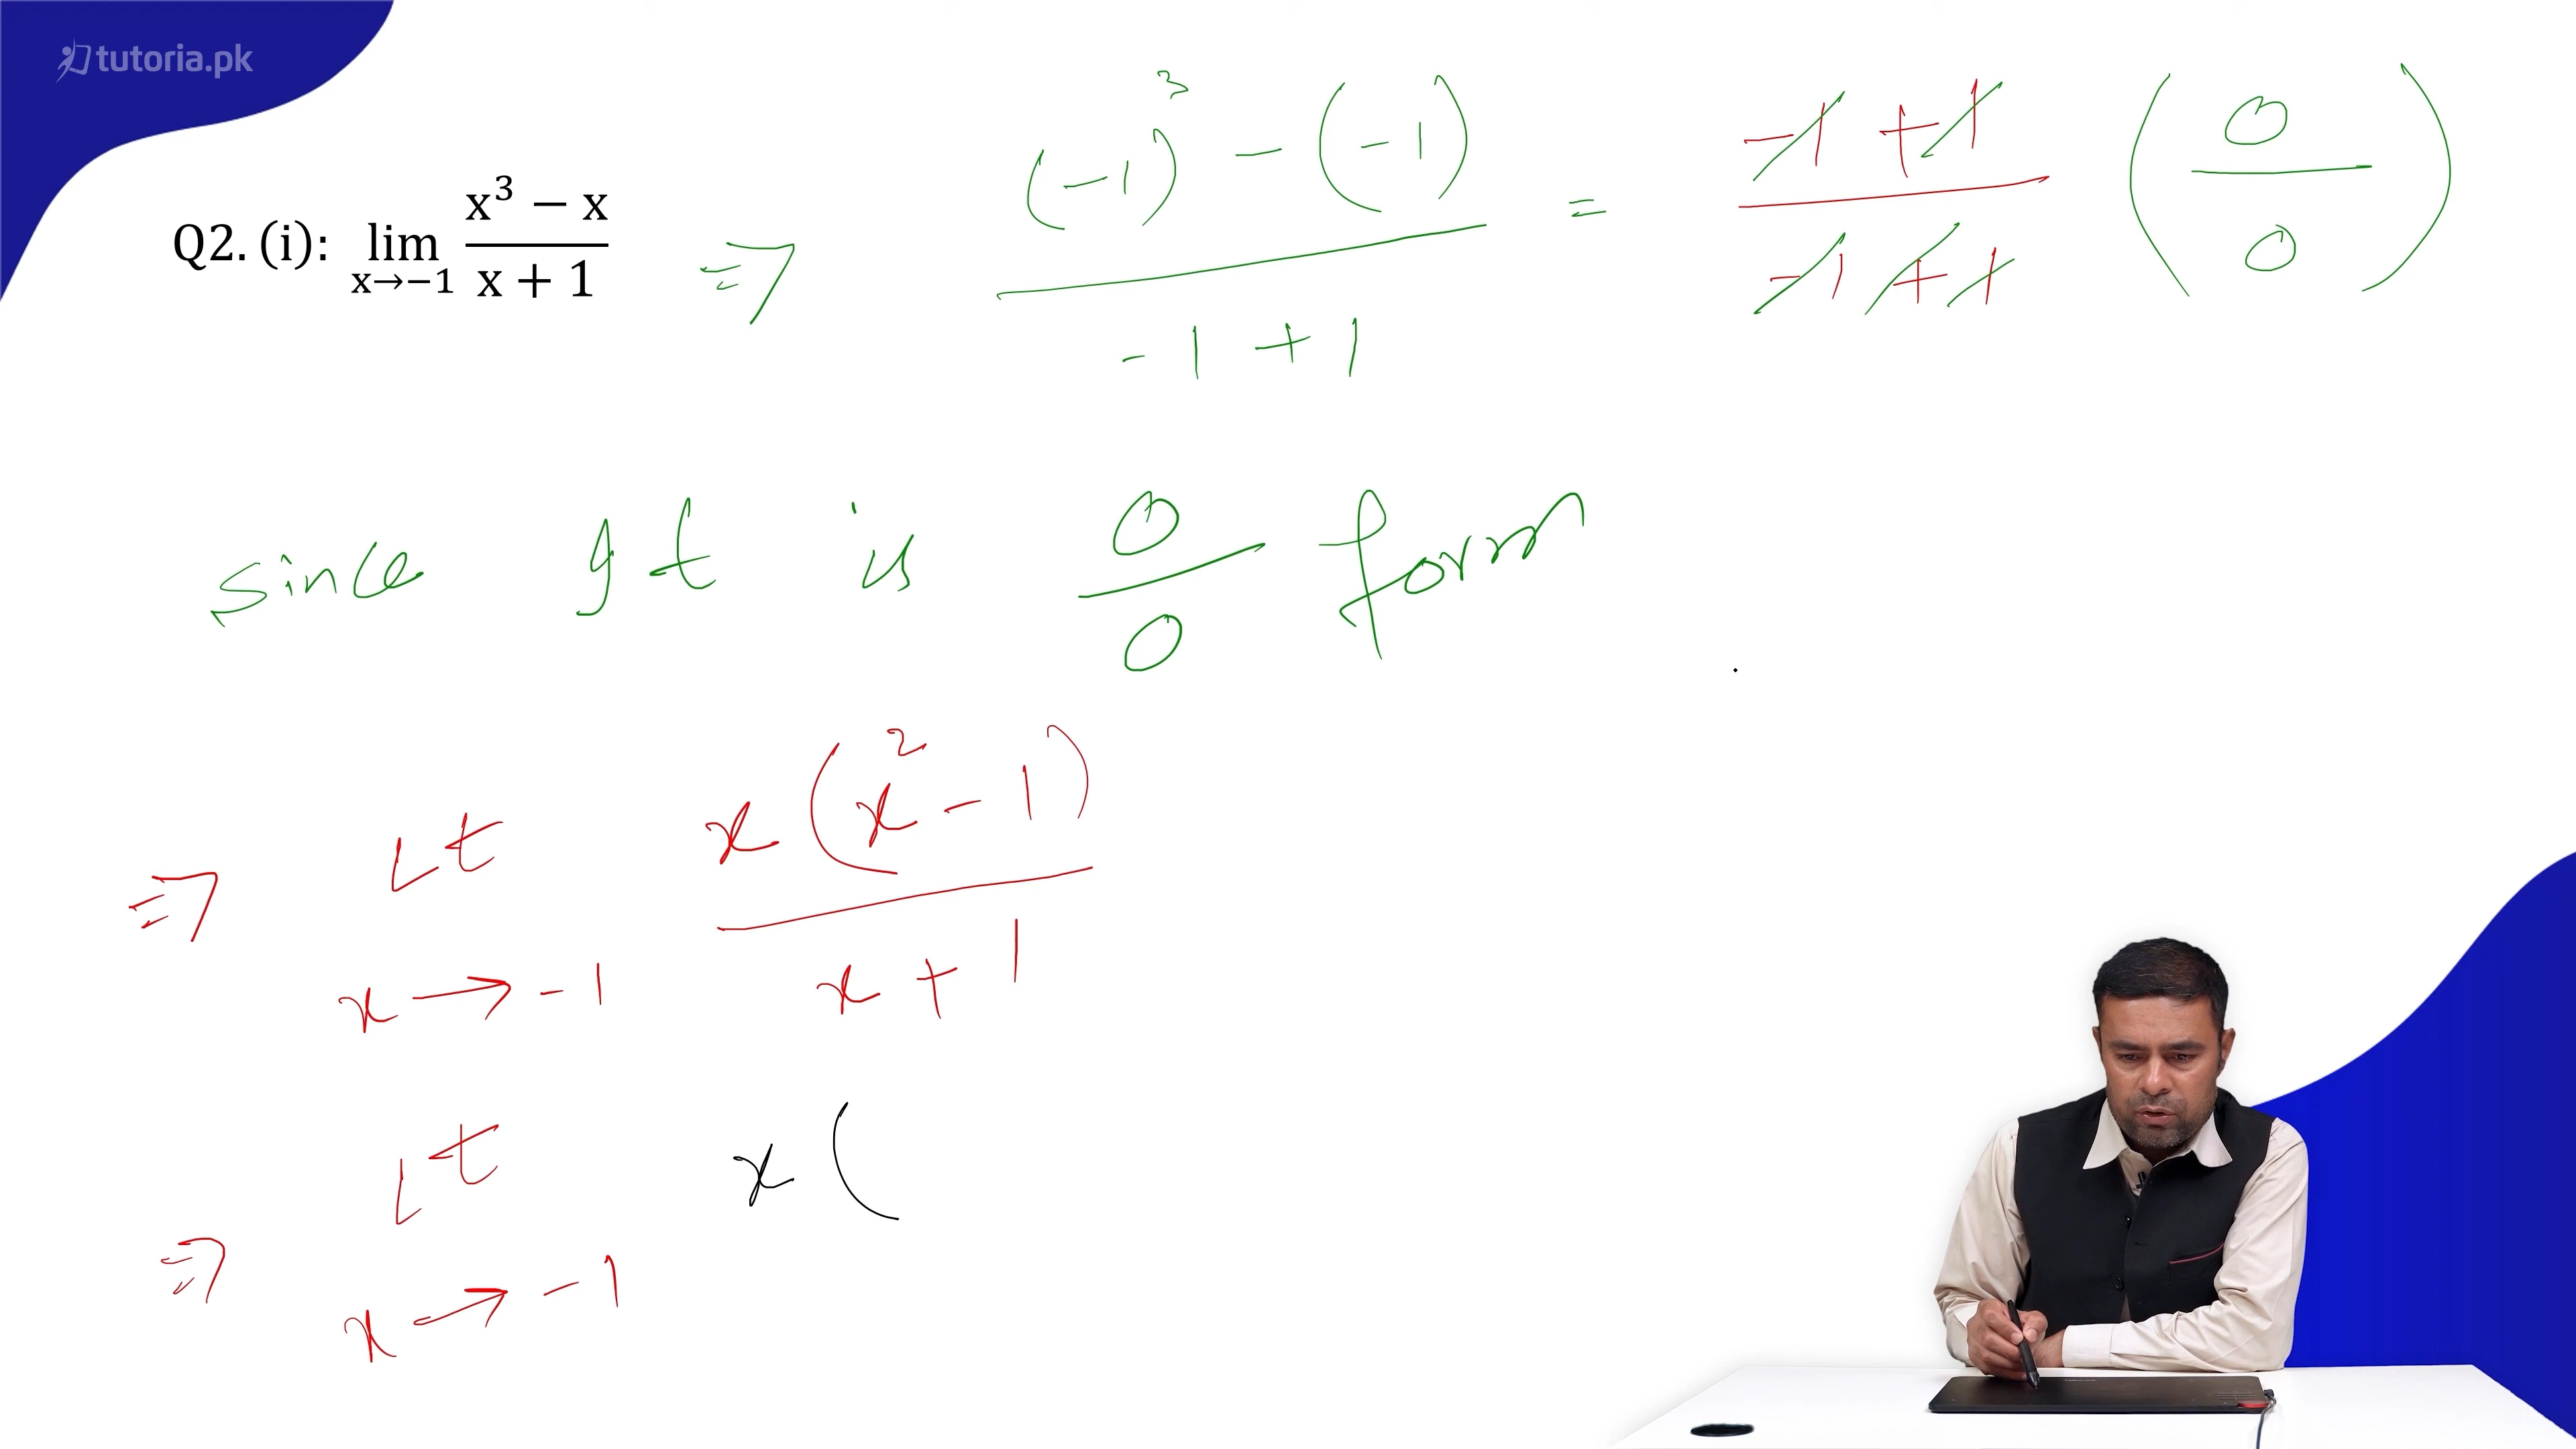 tutoria.pk
Q2. (i): lim x→−1 (x³ − x)/(x + 1) ⇒ ((-1)³ - (-1))/(-1 + 1) = (-1 + 1)/(-1 + 1) (0/0)
since It is 0/0 form
⇒ Lt x → -1 x(x² - 1)/(x + 1)
⇒ Lt x → -1 x (